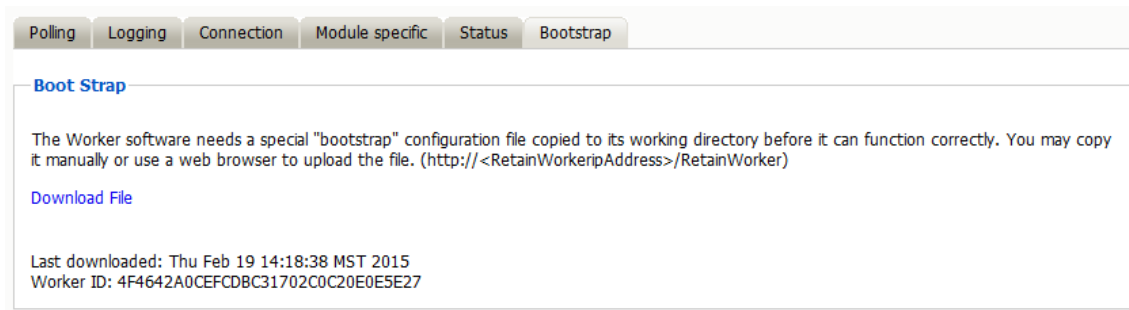 Polling Logging Connection Module specific Status Bootstrap
Boot Strap
The Worker software needs a special "bootstrap" configuration file copied to its working directory before it can function correctly. You may copy
it manually or use a web browser to upload the file. (http://<RetainWorkeripAddress>/RetainWorker)
Download File
Last downloaded: Thu Feb 19 14:18:38 MST 2015
Worker ID: 4F4642A0CEFCDBC31702C0C20E0E5E27